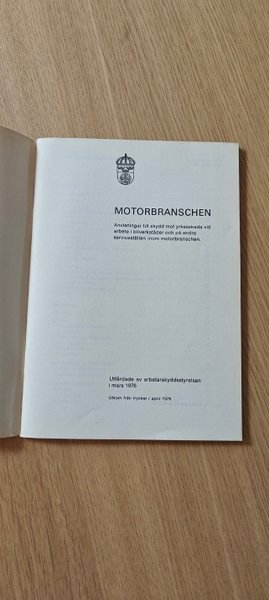 MOTORBRANSCHEN
Anvisningar till skydd mot yrkesskada vid
arbete i bilverkstäder och på andra
serviceställen inom motorbranschen.
Utfärdade av arbetarskyddsstyrelsen
i mars 1976
Utkom från trycket i april 1976